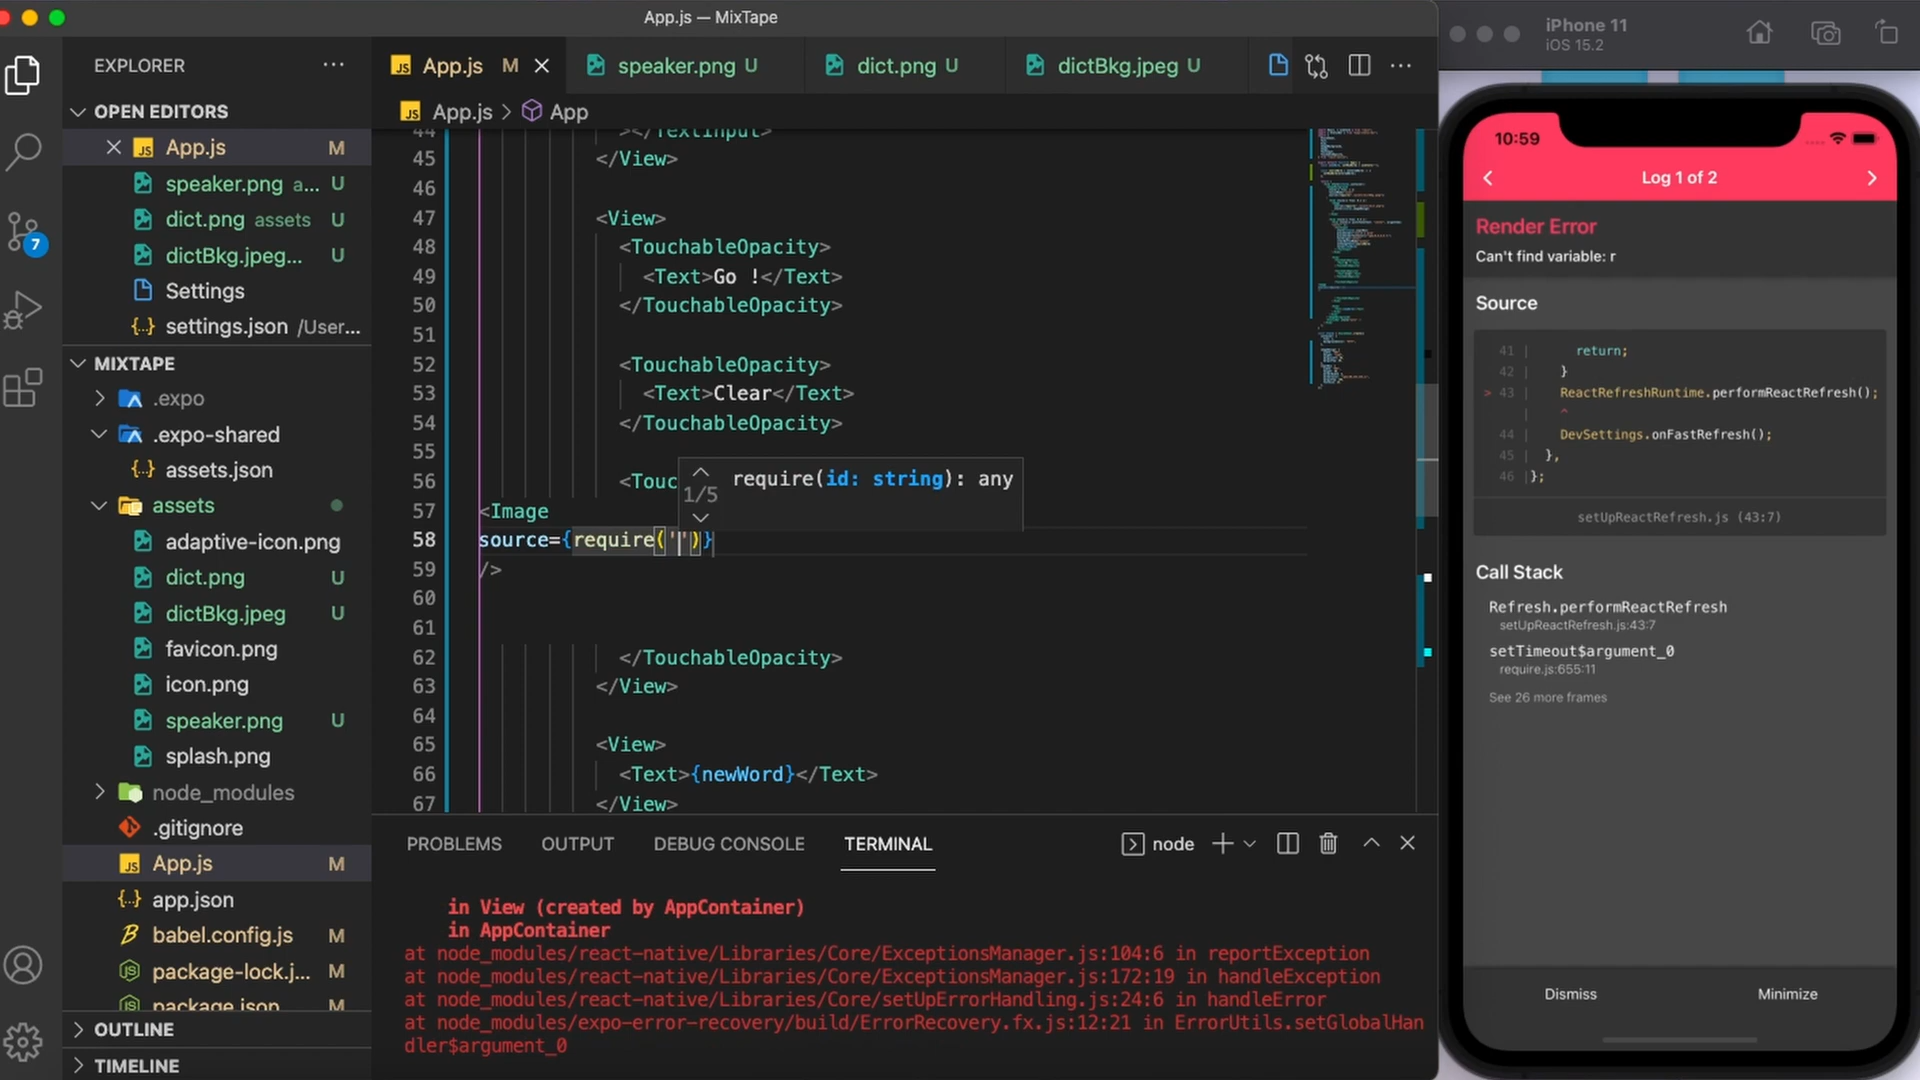 App.js — MixTape
EXPLORER
OPEN EDITORS
App.js M
speaker.png a... U
dict.png assets U
dictBkg.jpeg... U
Settings
settings.json /User...
MIXTAPE
.expo
.expo-shared
assets.json
assets
adaptive-icon.png
dict.png U
dictBkg.jpeg U
favicon.png
icon.png
speaker.png U
splash.png
node_modules
.gitignore
App.js M
app.json
babel.config.js M
package-lock.j... M
package.json M
OUTLINE
TIMELINE
7
App.js M
speaker.png U
dict.png U
dictBkg.jpeg U
App.js > App
44 ></TextInput>
45 </View>
46
47 <View>
48 <TouchableOpacity>
49 <Text>Go !</Text>
50 </TouchableOpacity>
51
52 <TouchableOpacity>
53 <Text>Clear</Text>
54 </TouchableOpacity>
55
56 <Touc
1/5 require(id: string): any
57 <Image
58 source={require('')}
59 />
60
61
62 </TouchableOpacity>
63 </View>
64
65 <View>
66 <Text>{newWord}</Text>
67 </View>
PROBLEMS OUTPUT DEBUG CONSOLE TERMINAL
node
in View (created by AppContainer)
in AppContainer
at node_modules/react-native/Libraries/Core/ExceptionsManager.js:104:6 in reportException
at node_modules/react-native/Libraries/Core/ExceptionsManager.js:172:19 in handleException
at node_modules/react-native/Libraries/Core/setUpErrorHandling.js:24:6 in handleError
at node_modules/expo-error-recovery/build/ErrorRecovery.fx.js:12:21 in ErrorUtils.setGlobalHan
dler$argument_0
iPhone 11
iOS 15.2
10:59
Log 1 of 2
Render Error
Can't find variable: r
Source
41 | return;
42 | }
> 43 | ReactRefreshRuntime.performReactRefresh();
| ^
44 | DevSettings.onFastRefresh();
45 | },
46 | };
setUpReactRefresh.js (43:7)
Call Stack
Refresh.performReactRefresh
setUpReactRefresh.js:43:7
setTimeout$argument_0
require.js:655:11
See 26 more frames
Dismiss
Minimize